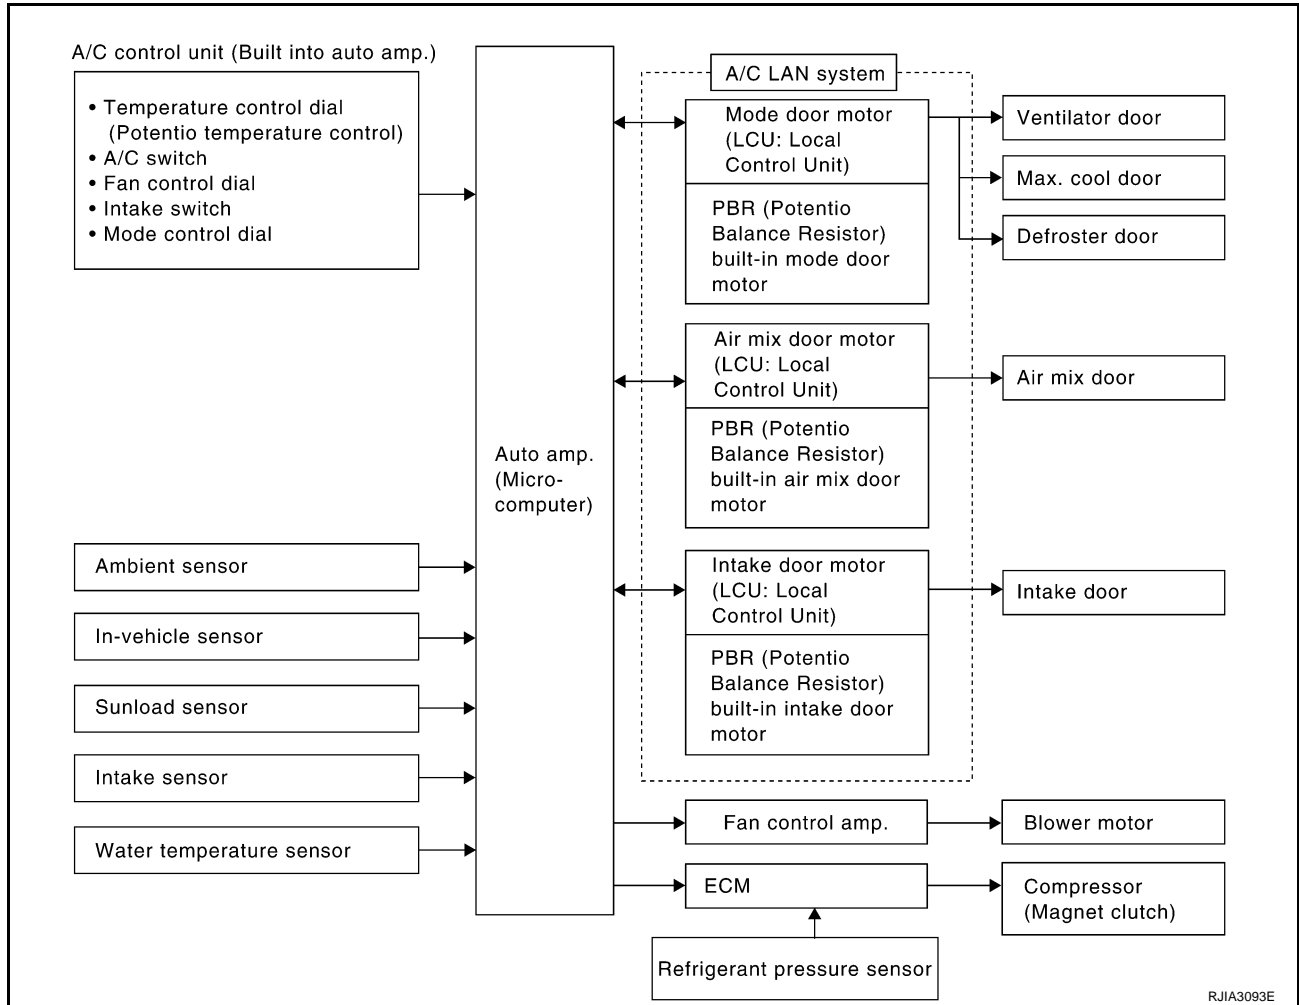 A/C control unit (Built into auto amp.)
• Temperature control dial
(Potentio temperature control)
• A/C switch
• Fan control dial
• Intake switch
• Mode control dial
Ambient sensor
In-vehicle sensor
Sunload sensor
Intake sensor
Water temperature sensor
Auto amp.
(Micro-
computer)
A/C LAN system
Mode door motor
(LCU: Local
Control Unit)
PBR (Potentio
Balance Resistor)
built-in mode door
motor
Air mix door motor
(LCU: Local
Control Unit)
PBR (Potentio
Balance Resistor)
built-in air mix door
motor
Intake door motor
(LCU: Local
Control Unit)
PBR (Potentio
Balance Resistor)
built-in intake door
motor
Fan control amp.
ECM
Refrigerant pressure sensor
Ventilator door
Max. cool door
Defroster door
Air mix door
Intake door
Blower motor
Compressor
(Magnet clutch)
RJIA3093E